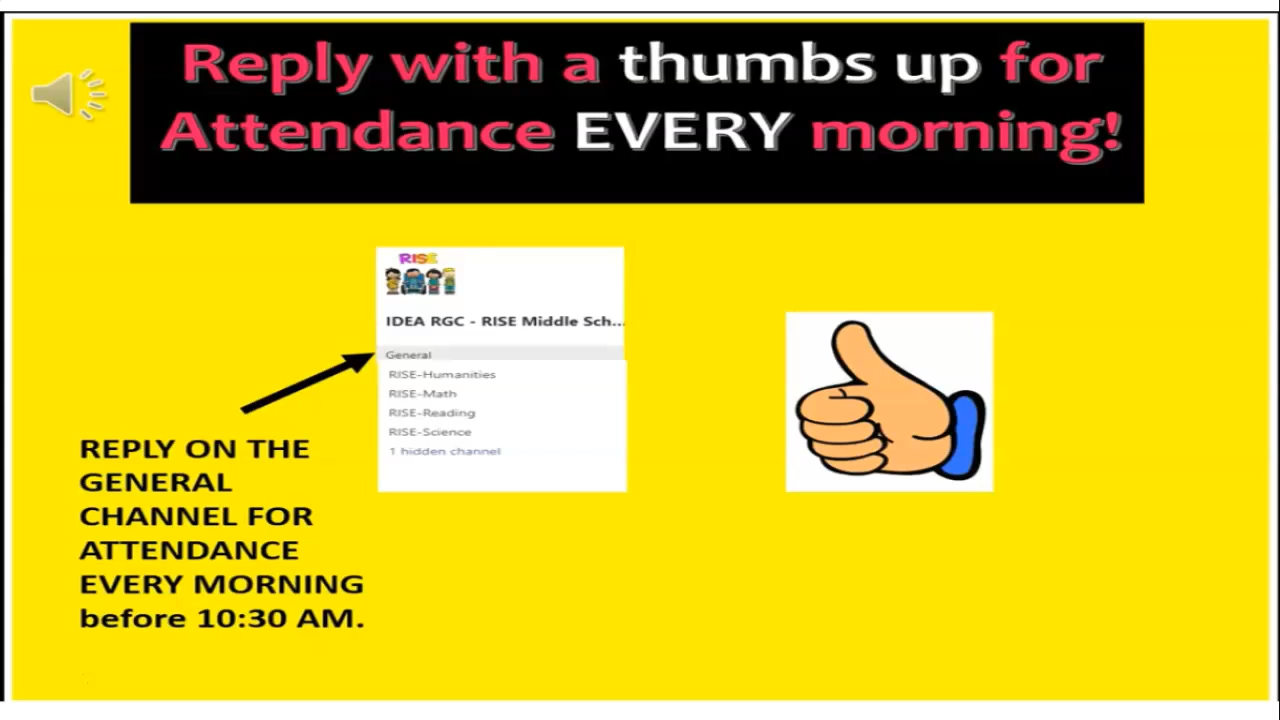 Reply with a thumbs up for
Attendance EVERY morning!
RISE
IDEA RGC - RISE Middle Sch...
General
RISE-Humanities
RISE-Math
RISE-Reading
RISE-Science
1 hidden channel
REPLY ON THE
GENERAL
CHANNEL FOR
ATTENDANCE
EVERY MORNING
before 10:30 AM.